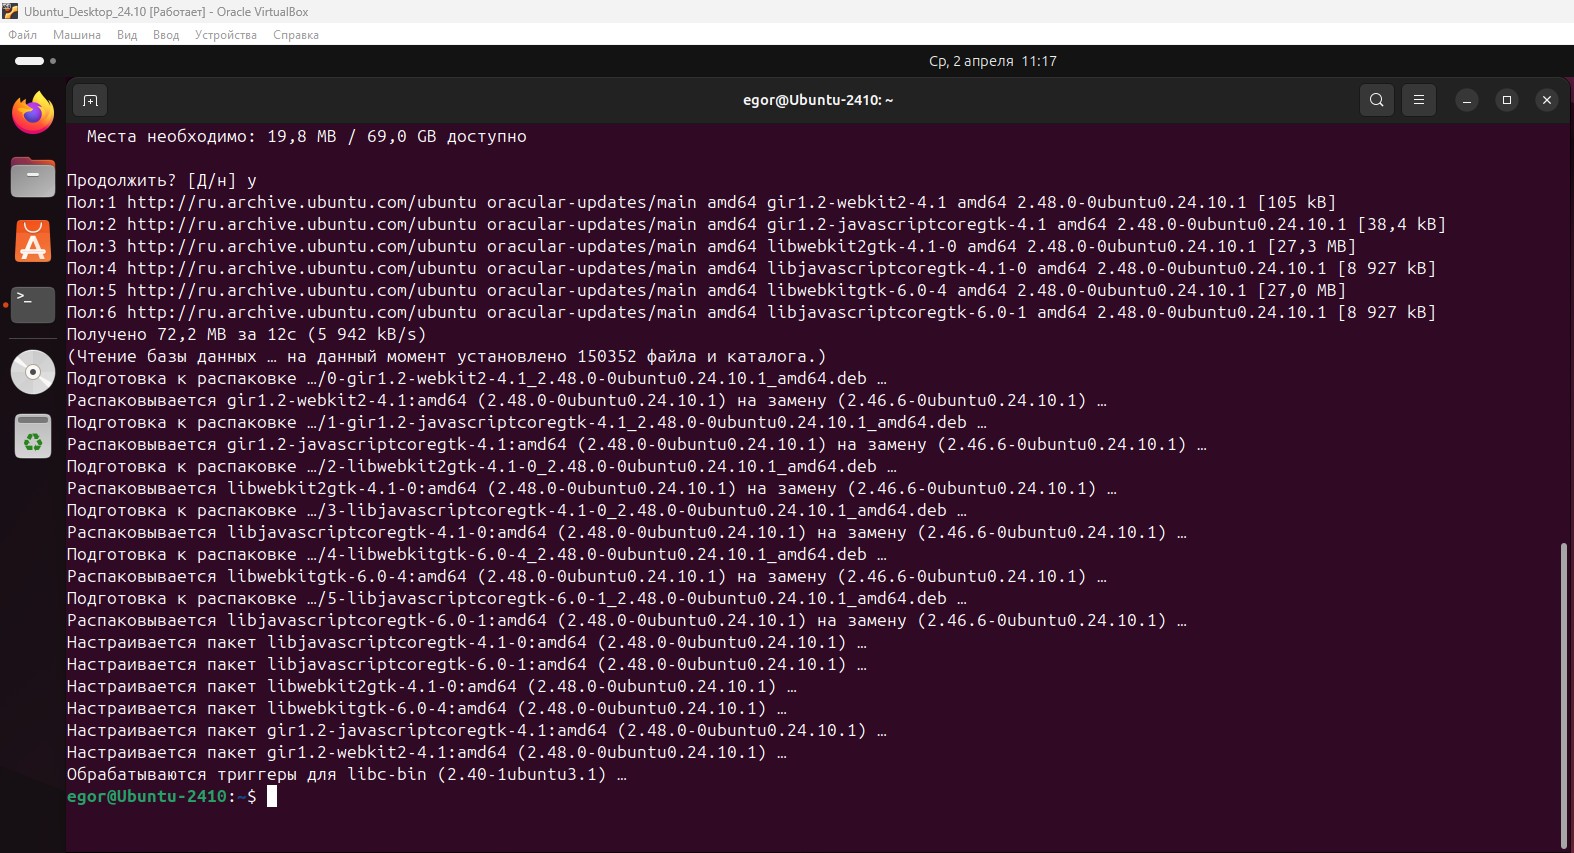 Ubuntu_Desktop_24.10 [Работает] - Oracle VirtualBox
Файл Машина Вид Ввод Устройства Справка
Ср, 2 апреля 11:17
egor@Ubuntu-2410: ~
Места необходимо: 19,8 MB / 69,0 GB доступно
Продолжить? [Д/н] y
Пол:1 http://ru.archive.ubuntu.com/ubuntu oracular-updates/main amd64 gir1.2-webkit2-4.1 amd64 2.48.0-0ubuntu0.24.10.1 [105 kB]
Пол:2 http://ru.archive.ubuntu.com/ubuntu oracular-updates/main amd64 gir1.2-javascriptcoregtk-4.1 amd64 2.48.0-0ubuntu0.24.10.1 [38,4 kB]
Пол:3 http://ru.archive.ubuntu.com/ubuntu oracular-updates/main amd64 libwebkit2gtk-4.1-0 amd64 2.48.0-0ubuntu0.24.10.1 [27,3 MB]
Пол:4 http://ru.archive.ubuntu.com/ubuntu oracular-updates/main amd64 libjavascriptcoregtk-4.1-0 amd64 2.48.0-0ubuntu0.24.10.1 [8 927 kB]
Пол:5 http://ru.archive.ubuntu.com/ubuntu oracular-updates/main amd64 libwebkitgtk-6.0-4 amd64 2.48.0-0ubuntu0.24.10.1 [27,0 MB]
Пол:6 http://ru.archive.ubuntu.com/ubuntu oracular-updates/main amd64 libjavascriptcoregtk-6.0-1 amd64 2.48.0-0ubuntu0.24.10.1 [8 927 kB]
Получено 72,2 MB за 12с (5 942 kB/s)
(Чтение базы данных … на данный момент установлено 150352 файла и каталога.)
Подготовка к распаковке …/0-gir1.2-webkit2-4.1_2.48.0-0ubuntu0.24.10.1_amd64.deb …
Распаковывается gir1.2-webkit2-4.1:amd64 (2.48.0-0ubuntu0.24.10.1) на замену (2.46.6-0ubuntu0.24.10.1) …
Подготовка к распаковке …/1-gir1.2-javascriptcoregtk-4.1_2.48.0-0ubuntu0.24.10.1_amd64.deb …
Распаковывается gir1.2-javascriptcoregtk-4.1:amd64 (2.48.0-0ubuntu0.24.10.1) на замену (2.46.6-0ubuntu0.24.10.1) …
Подготовка к распаковке …/2-libwebkit2gtk-4.1-0_2.48.0-0ubuntu0.24.10.1_amd64.deb …
Распаковывается libwebkit2gtk-4.1-0:amd64 (2.48.0-0ubuntu0.24.10.1) на замену (2.46.6-0ubuntu0.24.10.1) …
Подготовка к распаковке …/3-libjavascriptcoregtk-4.1-0_2.48.0-0ubuntu0.24.10.1_amd64.deb …
Распаковывается libjavascriptcoregtk-4.1-0:amd64 (2.48.0-0ubuntu0.24.10.1) на замену (2.46.6-0ubuntu0.24.10.1) …
Подготовка к распаковке …/4-libwebkitgtk-6.0-4_2.48.0-0ubuntu0.24.10.1_amd64.deb …
Распаковывается libwebkitgtk-6.0-4:amd64 (2.48.0-0ubuntu0.24.10.1) на замену (2.46.6-0ubuntu0.24.10.1) …
Подготовка к распаковке …/5-libjavascriptcoregtk-6.0-1_2.48.0-0ubuntu0.24.10.1_amd64.deb …
Распаковывается libjavascriptcoregtk-6.0-1:amd64 (2.48.0-0ubuntu0.24.10.1) на замену (2.46.6-0ubuntu0.24.10.1) …
Настраивается пакет libjavascriptcoregtk-4.1-0:amd64 (2.48.0-0ubuntu0.24.10.1) …
Настраивается пакет libjavascriptcoregtk-6.0-1:amd64 (2.48.0-0ubuntu0.24.10.1) …
Настраивается пакет libwebkit2gtk-4.1-0:amd64 (2.48.0-0ubuntu0.24.10.1) …
Настраивается пакет libwebkitgtk-6.0-4:amd64 (2.48.0-0ubuntu0.24.10.1) …
Настраивается пакет gir1.2-javascriptcoregtk-4.1:amd64 (2.48.0-0ubuntu0.24.10.1) …
Настраивается пакет gir1.2-webkit2-4.1:amd64 (2.48.0-0ubuntu0.24.10.1) …
Обрабатываются триггеры для libc-bin (2.40-1ubuntu3.1) …
egor@Ubuntu-2410:~$